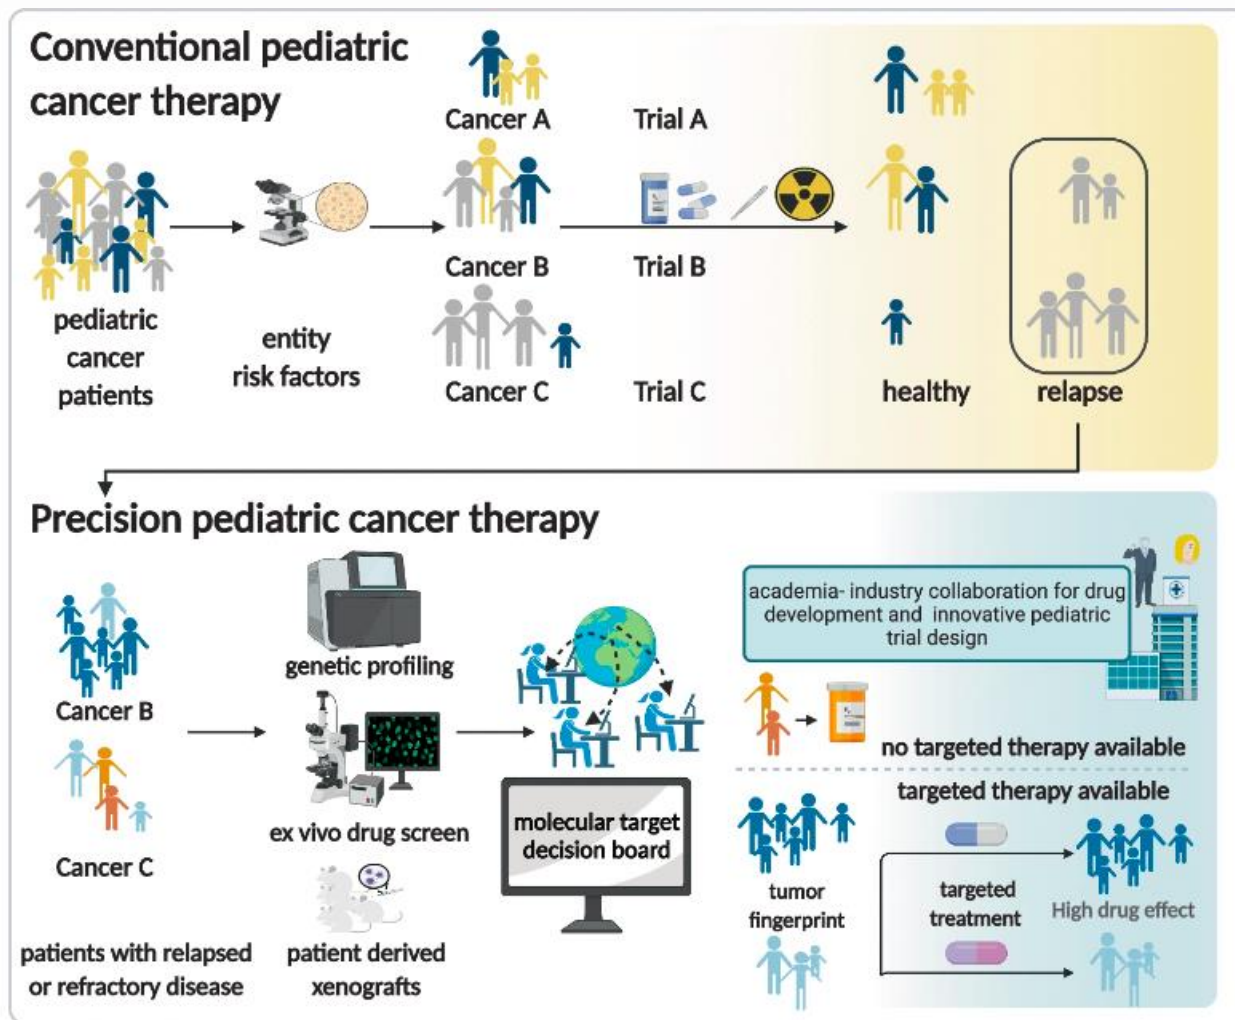 Conventional pediatric
cancer therapy
pediatric
cancer
patients
entity
risk factors
Cancer A
Cancer B
Cancer C
Trial A
Trial B
Trial C
healthy
relapse
Precision pediatric cancer therapy
Cancer B
Cancer C
patients with relapsed
or refractory disease
genetic profiling
ex vivo drug screen
patient derived
xenografts
molecular target
decision board
academia- industry collaboration for drug
development and innovative pediatric
trial design
no targeted therapy available
targeted therapy available
tumor
fingerprint
targeted
treatment
High drug effect